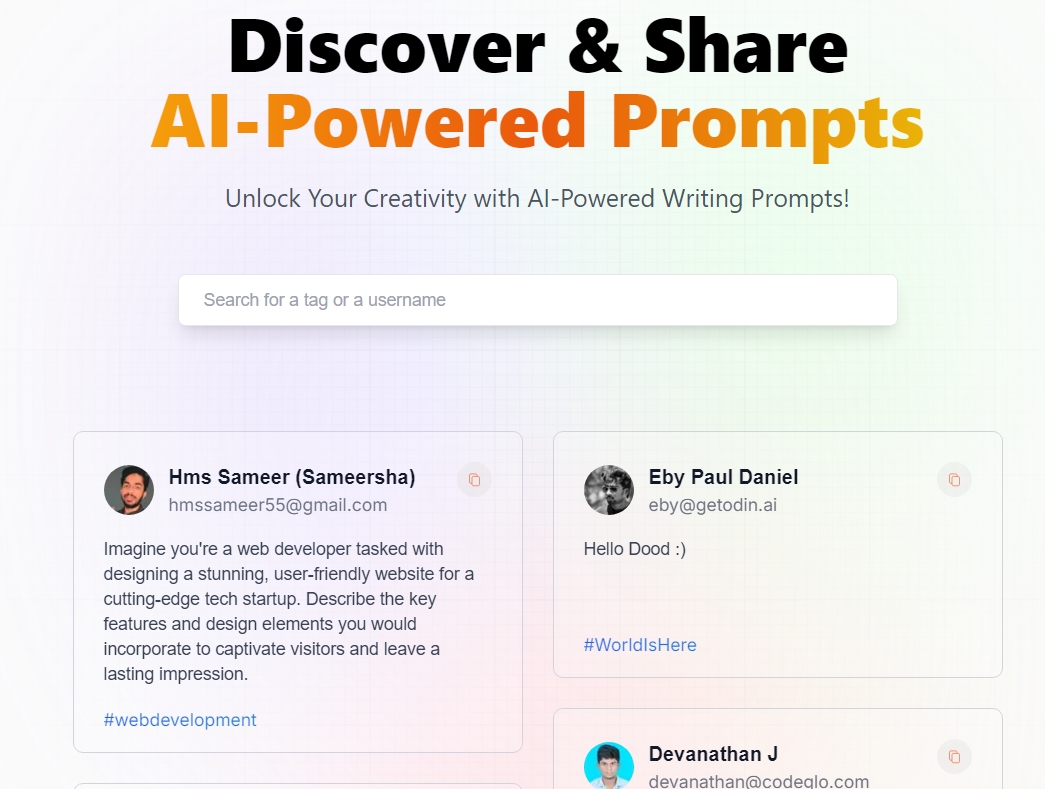 Discover & Share
AI-Powered Prompts
Unlock Your Creativity with AI-Powered Writing Prompts!
Search for a tag or a username
Hms Sameer (Sameersha)
hmssameer55@gmail.com
Imagine you're a web developer tasked with
designing a stunning, user-friendly website for a
cutting-edge tech startup. Describe the key
features and design elements you would
incorporate to captivate visitors and leave a
lasting impression.
#webdevelopment
Eby Paul Daniel
eby@getodin.ai
Hello Dood :)
#WorldIsHere
Devanathan J
devanathan@codeglo.com